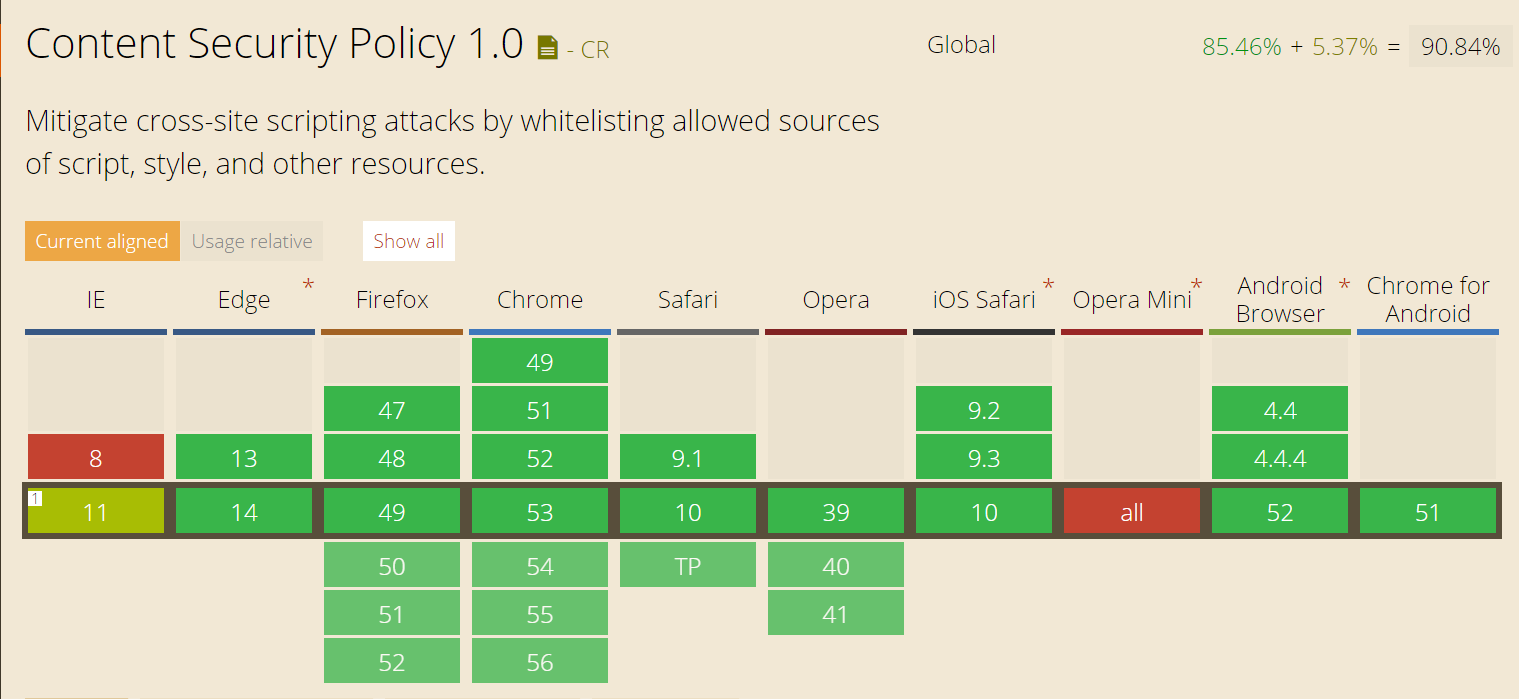 Content Security Policy 1.0 - CR Global 85.46% + 5.37% = 90.84%
Mitigate cross-site scripting attacks by whitelisting allowed sources
of script, style, and other resources.
Current aligned Usage relative Show all
IE Edge * Firefox Chrome Safari Opera iOS Safari * Opera Mini * Android Browser * Chrome for Android
49
47 51 9.2 4.4
8 13 48 52 9.1 9.3 4.4.4
1 11 14 49 53 10 39 10 all 52 51
50 54 TP 40
51 55 41
52 56